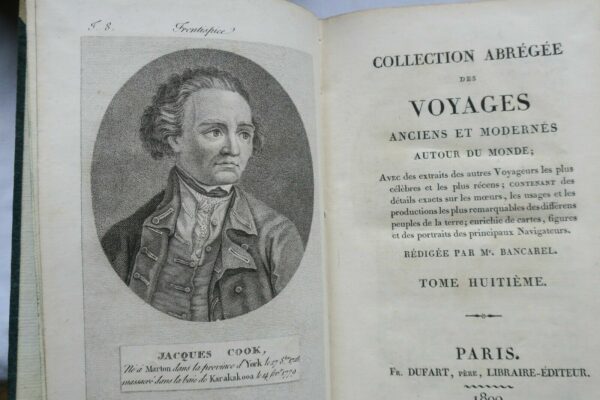 T. 8. Frontispice
JACQUES COOK,
Né à Marton dans la province d'York le 17 8bre 1728
massacré dans la baie de Karakakooa le 14 fevr 1779
COLLECTION ABRÉGÉE
DES
VOYAGES
ANCIENS ET MODERNES
AUTOUR DU MONDE;
Avec des extraits des autres Voyageurs les plus
célèbres et les plus récens; CONTENANT des
détails exacts sur les mœurs, les usages et les
productions les plus remarquables des différens
peuples de la terre; enrichie de cartes, figures
et des portraits des principaux Navigateurs.
RÉDIGÉE PAR Mr. BANCAREL.
TOME HUITIÈME.
PARIS.
FR. DUFART, PÈRE, LIBRAIRE-ÉDITEUR.